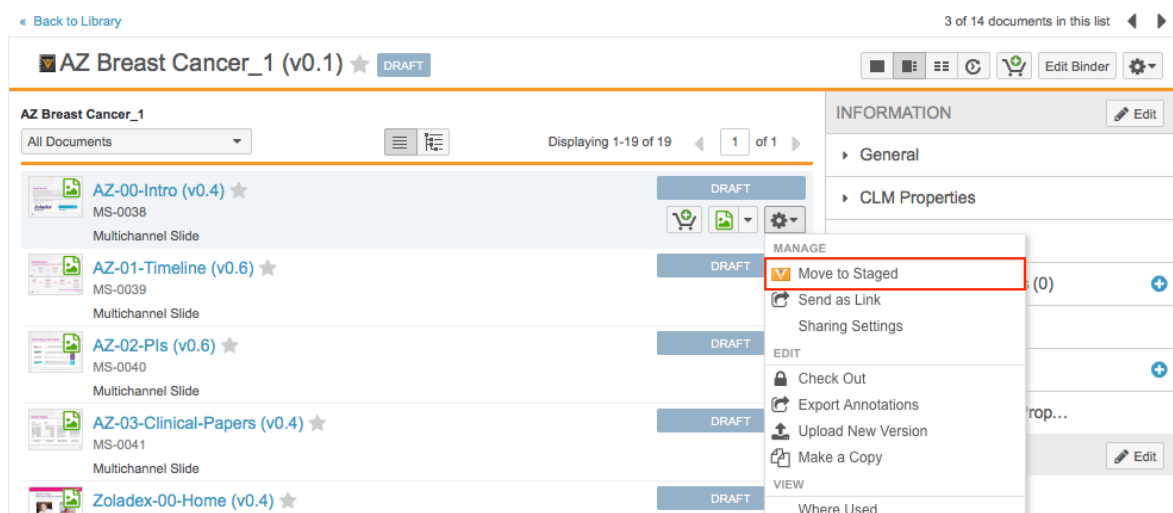 « Back to Library
3 of 14 documents in this list
AZ Breast Cancer_1 (v0.1)
DRAFT
Edit Binder
AZ Breast Cancer_1
All Documents
Displaying 1-19 of 19
1
of 1
INFORMATION
Edit
General
CLM Properties
AZ-00-Intro (v0.4)
DRAFT
MS-0038
Multichannel Slide
AZ-01-Timeline (v0.6)
DRAFT
MS-0039
Multichannel Slide
AZ-02-PIs (v0.6)
DRAFT
MS-0040
Multichannel Slide
AZ-03-Clinical-Papers (v0.4)
DRAFT
MS-0041
Multichannel Slide
Zoladex-00-Home (v0.4)
DRAFT
MANAGE
Move to Staged
Send as Link
Sharing Settings
EDIT
Check Out
Export Annotations
Upload New Version
Make a Copy
VIEW
Where Used
(0)
rop...
Edit